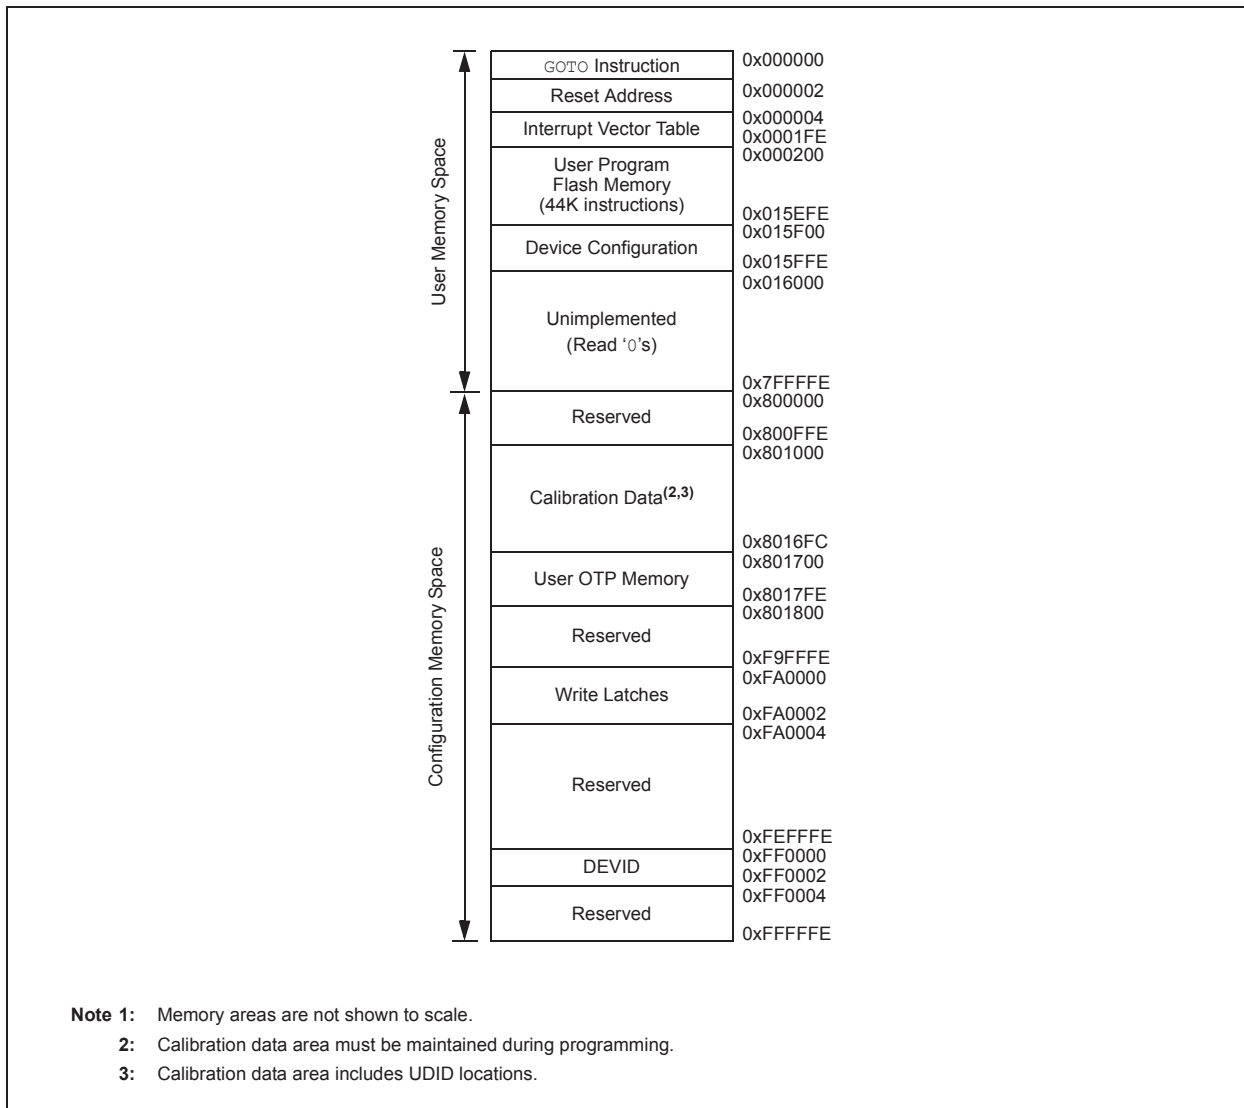 GOTO Instruction
0x000000
Reset Address
0x000002
Interrupt Vector Table
0x000004
0x0001FE
User Program
Flash Memory
(44K instructions)
0x000200
0x015EFE
Device Configuration
0x015F00
0x015FFE
Unimplemented
(Read ‘0’s)
0x016000
0x7FFFFE
User Memory Space
Reserved
0x800000
0x800FFE
Calibration Data(2,3)
0x801000
0x8016FC
User OTP Memory
0x801700
0x8017FE
Reserved
0x801800
0xF9FFFE
Write Latches
0xFA0000
0xFA0002
Reserved
0xFA0004
0xFEFFFE
DEVID
0xFF0000
0xFF0002
Reserved
0xFF0004
0xFFFFFE
Configuration Memory Space
Note 1: Memory areas are not shown to scale.
2: Calibration data area must be maintained during programming.
3: Calibration data area includes UDID locations.